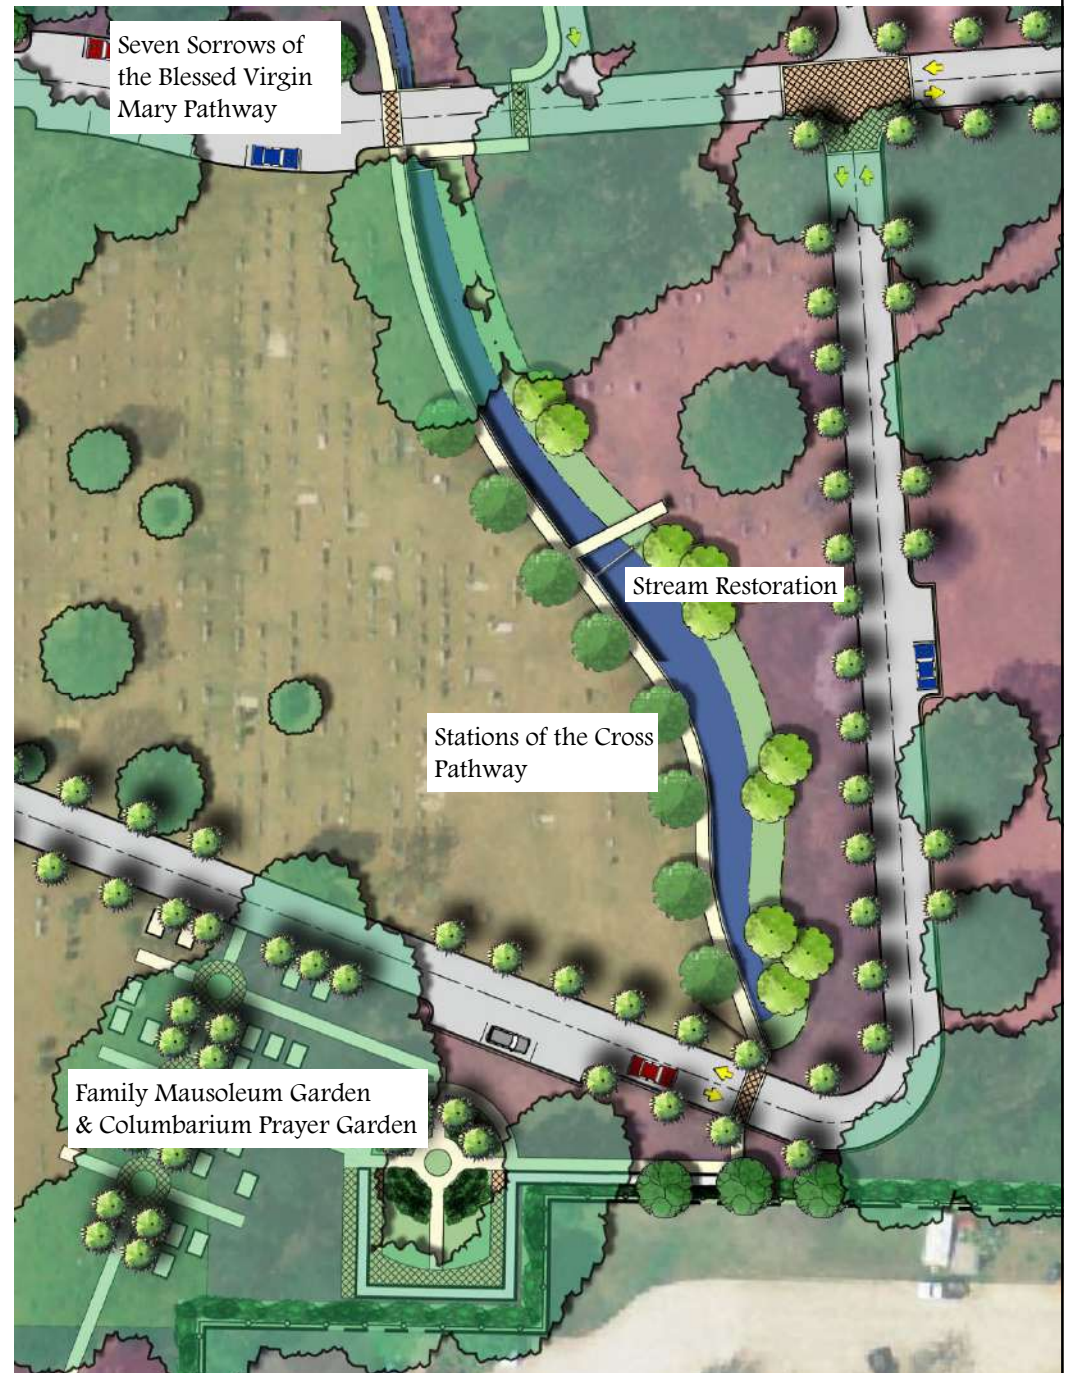 Seven Sorrows of
the Blessed Virgin
Mary Pathway
Stream Restoration
Stations of the Cross
Pathway
Family Mausoleum Garden
& Columbarium Prayer Garden